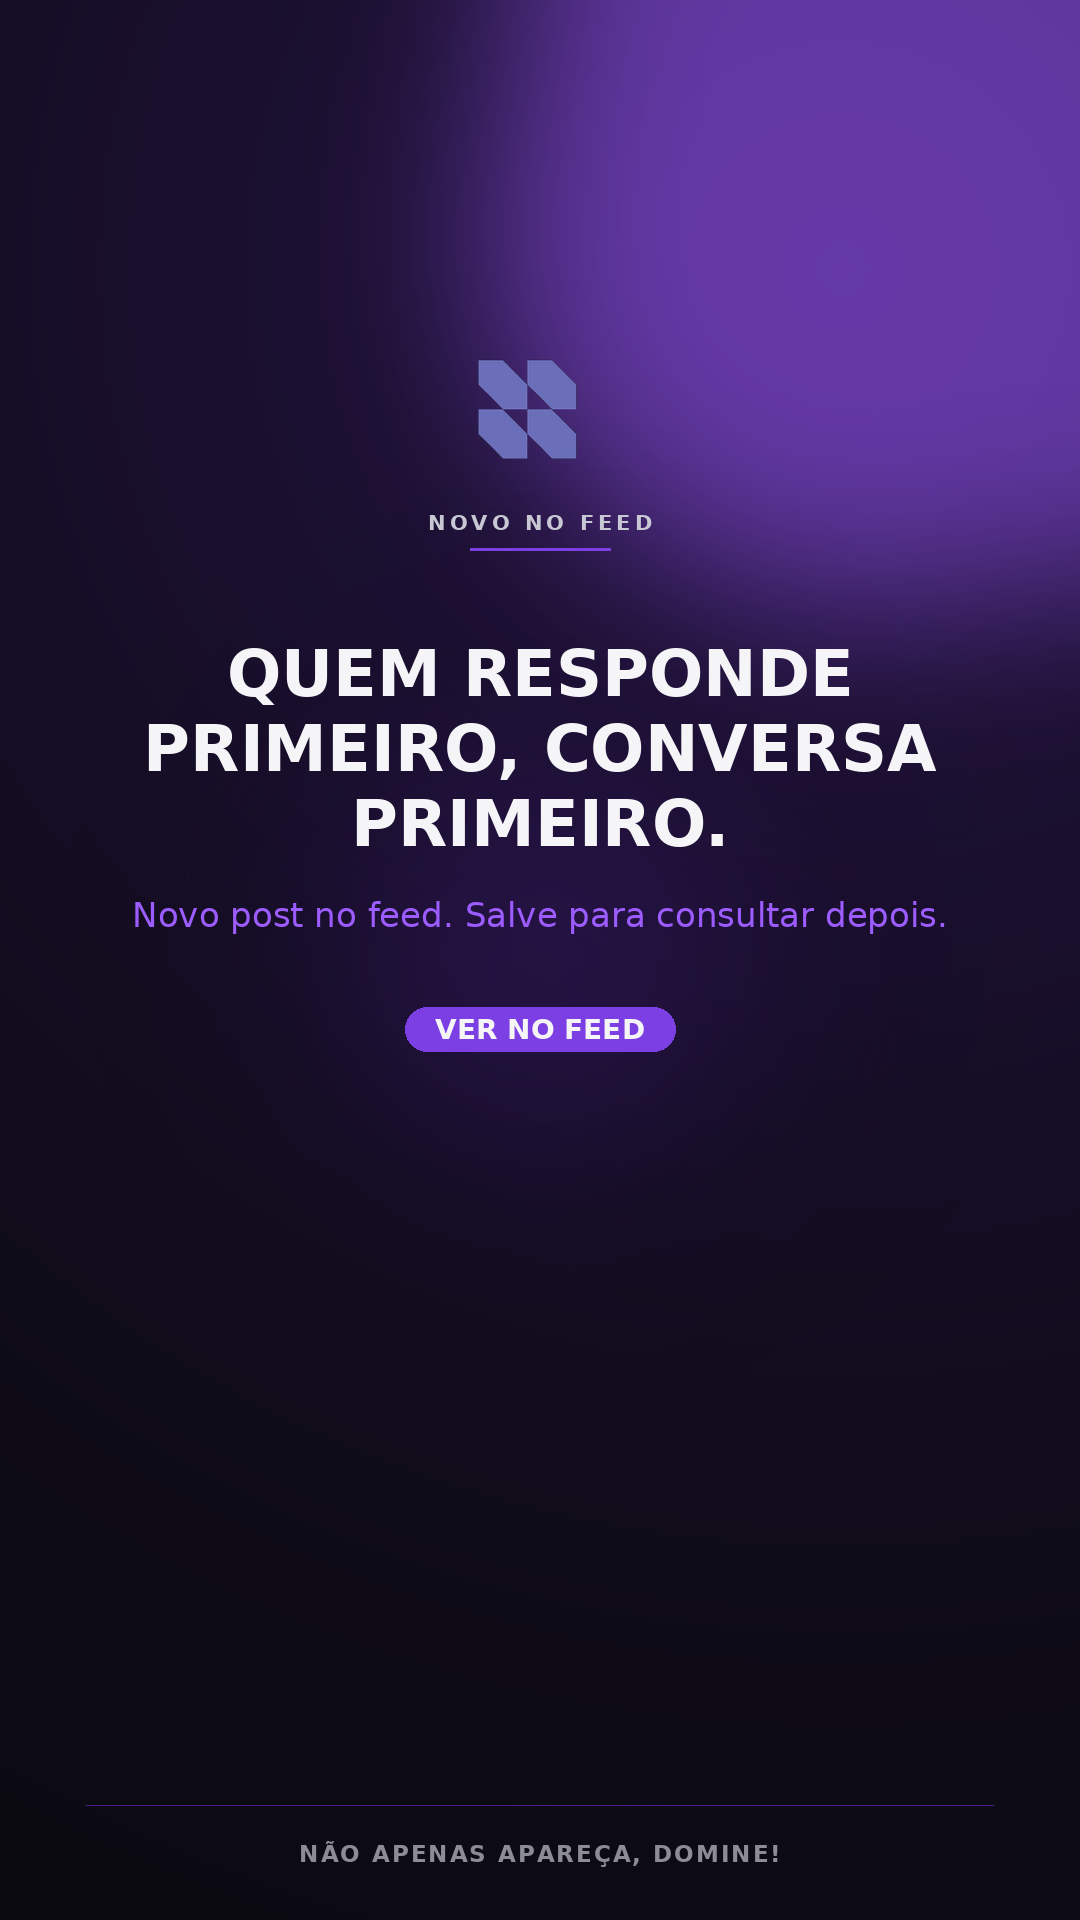 NOVO NO FEED
QUEM RESPONDE
PRIMEIRO, CONVERSA
PRIMEIRO.
Novo post no feed. Salve para consultar depois.
VER NO FEED
NÃO APENAS APAREÇA, DOMINE!